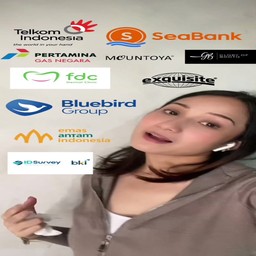 Telkom
Indonesia
the world in your hand
SeaBank
PERTAMINA
GAS NEGARA
MOUNTOYA
fdc
exquisite
Bluebird
Group
emas
antam
indonesia
IDSurvey
bki